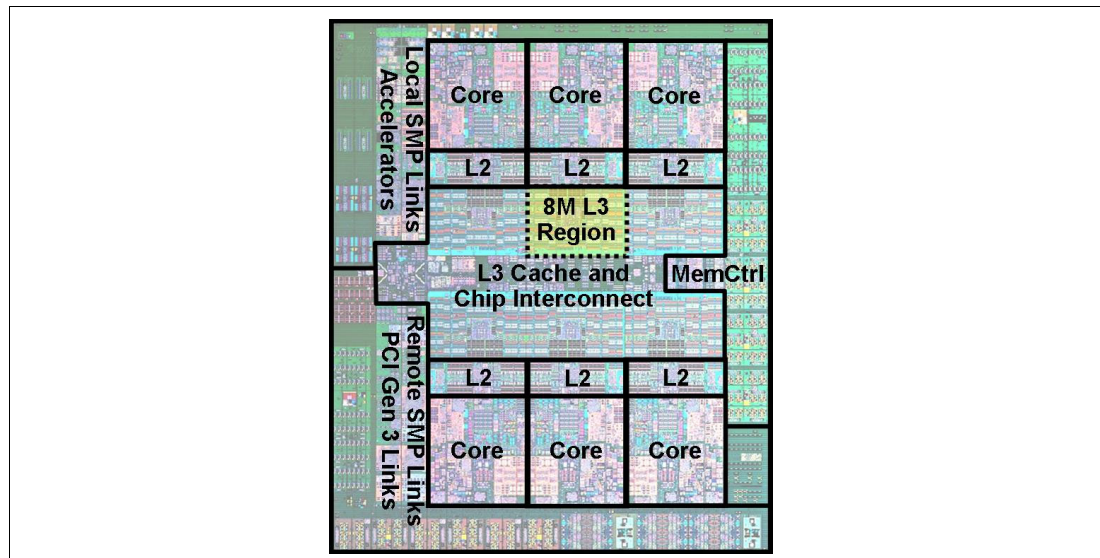 Local SMP Links
Accelerators
Core
Core
Core
L2
L2
L2
8M L3
Region
L3 Cache and
Chip Interconnect
MemCtrl
Remote SMP Links
PCI Gen 3 Links
L2
L2
L2
Core
Core
Core